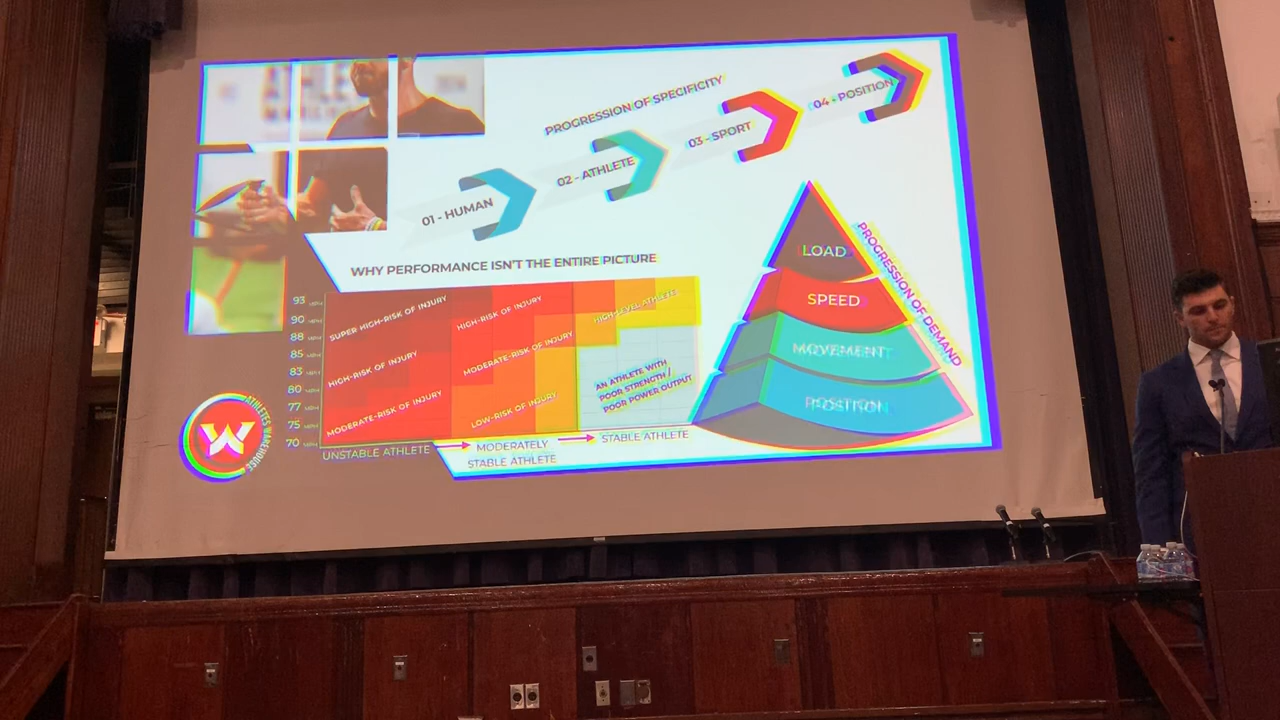 PROGRESSION OF SPECIFICITY
01 - HUMAN
02 - ATHLETE
03 - SPORT
04 - POSITION
WHY PERFORMANCE ISN'T THE ENTIRE PICTURE
93 MPH
90 MPH
88 MPH
85 MPH
83 MPH
80 MPH
77 MPH
75 MPH
70 MPH
SUPER HIGH-RISK OF INJURY
HIGH-RISK OF INJURY
HIGH-LEVEL ATHLETE
HIGH-RISK OF INJURY
MODERATE-RISK OF INJURY
MODERATE-RISK OF INJURY
LOW-RISK OF INJURY
AN ATHLETE WITH
POOR STRENGTH /
POOR POWER OUTPUT
UNSTABLE ATHLETE
MODERATELY
STABLE ATHLETE
STABLE ATHLETE
LOAD
SPEED
MOVEMENT
POSITION
PROGRESSION OF DEMAND
W
ATHLETES WAREHOUSE